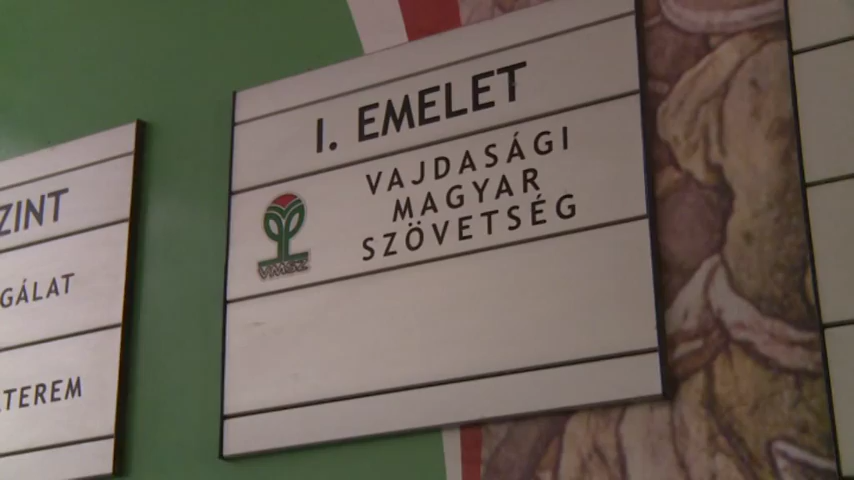 ZINT
GÁLAT
TEREM
I. EMELET
VAJDASÁGI
MAGYAR
SZÖVETSÉG
VMSZ